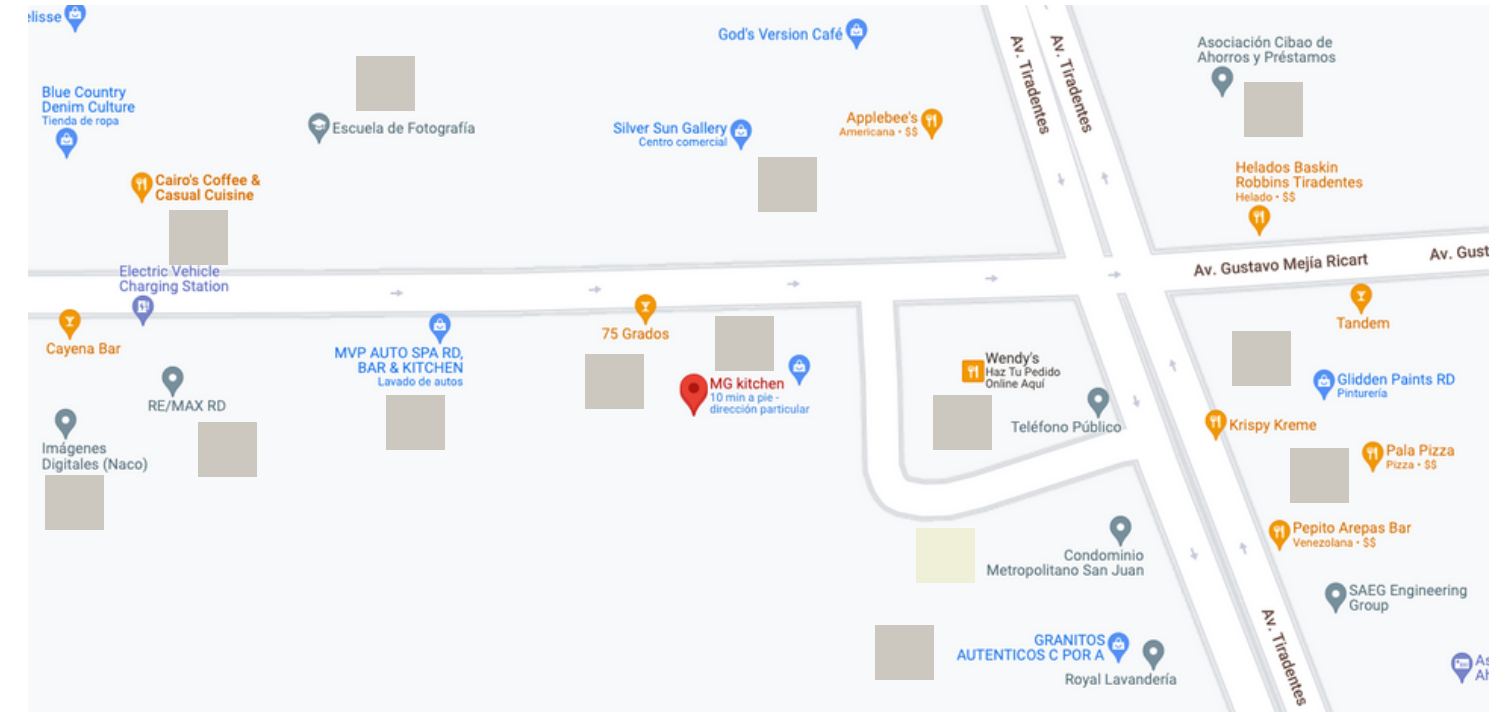 elisse
God's Version Café
Av. Tiradentes
Av. Tiradentes
Asociación Cibao de
Ahorros y Préstamos
Blue Country
Denim Culture
Tienda de ropa
Escuela de Fotografía
Silver Sun Gallery
Centro comercial
Applebee's
Americana • $$
Helados Baskin
Robbins Tiradentes
Helado • $$
Cairo's Coffee &
Casual Cuisine
Electric Vehicle
Charging Station
Av. Gustavo Mejía Ricart
Av. Gust
Cayena Bar
75 Grados
Tandem
MVP AUTO SPA RD,
BAR & KITCHEN
Lavado de autos
MG kitchen
10 min a pie -
dirección particular
Wendy's
Haz Tu Pedido
Online Aquí
Glidden Paints RD
Pinturería
RE/MAX RD
Teléfono Público
Krispy Kreme
Imágenes
Digitales (Naco)
Pala Pizza
Pizza • $$
Pepito Arepas Bar
Venezolana • $$
Condominio
Metropolitano San Juan
SAEG Engineering
Group
GRANITOS
AUTENTICOS C POR A
Royal Lavandería
Av. Tiradentes
As
Ah